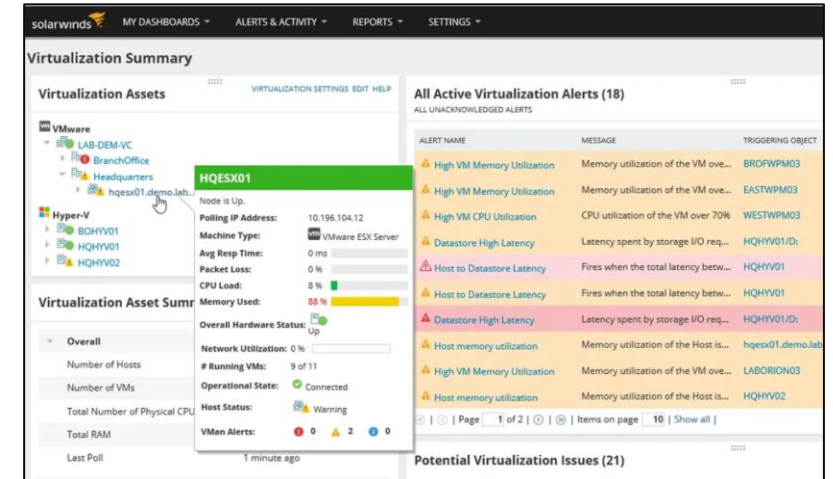 solarwinds MY DASHBOARDS ALERTS & ACTIVITY REPORTS SETTINGS
Virtualization Summary
Virtualization Assets VIRTUALIZATION SETTINGS EDIT HELP
VMware
LAB-DEM-VC
BranchOffice
Headquarters
hqesx01.demo.lab
Hyper-V
BOHYV01
HQHYV01
HQHYV02
HQESX01
Node is Up.
Polling IP Address: 10.196.104.12
Machine Type: vm VMware ESX Server
Avg Resp Time: 0 ms
Packet Loss: 0 %
CPU Load: 8 %
Memory Used: 88 %
Overall Hardware Status: Up
Network Utilization: 0 %
# Running VMs: 9 of 11
Operational State: Connected
Host Status: Warning
VMan Alerts: 0 2 0
Virtualization Asset Summ
Overall
Number of Hosts
Number of VMs
Total Number of Physical CPU
Total RAM
Last Poll 1 minute ago
All Active Virtualization Alerts (18)
ALL UNACKNOWLEDGED ALERTS
ALERT NAME MESSAGE TRIGGERING OBJECT
High VM Memory Utilization Memory utilization of the VM ove... BROFWPM03
High VM Memory Utilization Memory utilization of the VM ove... EASTWPM03
High VM CPU Utilization CPU utilization of the VM over 70% WESTWPM03
Datastore High Latency Latency spent by storage I/O req... HQHYV01/D:
Host to Datastore Latency Fires when the total latency betw... HQHYV01
Host to Datastore Latency Fires when the total latency betw... HQHYV01
Datastore High Latency Latency spent by storage I/O req... HQHYV01/D:
Host memory utilization Memory utilization of the Host is... hqesx01.demo.lab
High VM Memory Utilization Memory utilization of the VM ove... LABORION03
Host memory utilization Memory utilization of the Host is... HQHYV02
| Page 1 of 2 | | Items on page 10 | Show all |
Potential Virtualization Issues (21)